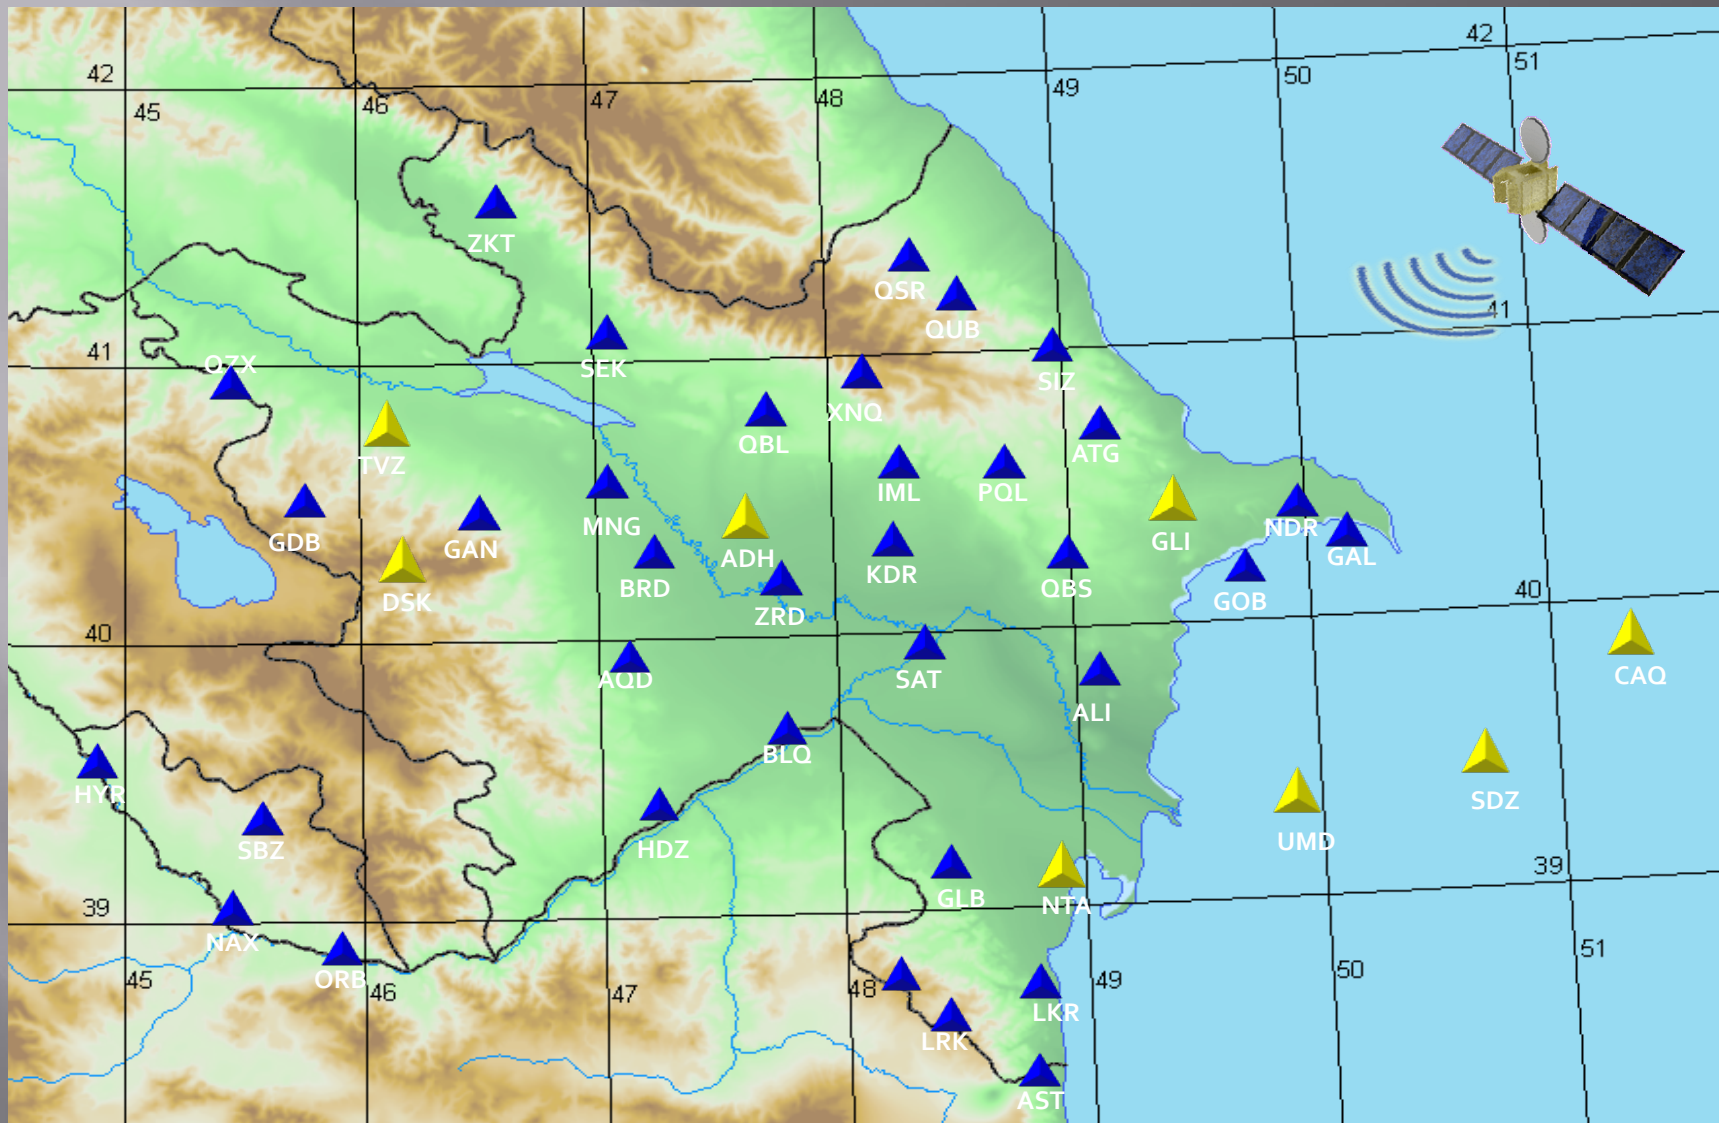 42
42
51
50
49
48
47
46
45
ZKT
QSR
QUB
41
41
SEK
SIZ
QZX
XNQ
QBL
ATG
TVZ
IML
PQL
MNG
NDR
GDB
GAN
ADH
GLI
GAL
BRD
KDR
QBS
GOB
DSK
ZRD
40
40
AQD
SAT
CAQ
ALI
BLQ
HYR
SDZ
SBZ
HDZ
UMD
39
GLB
NTA
39
NAX
51
ORB
45
46
47
48
49
50
LKR
LRK
AST